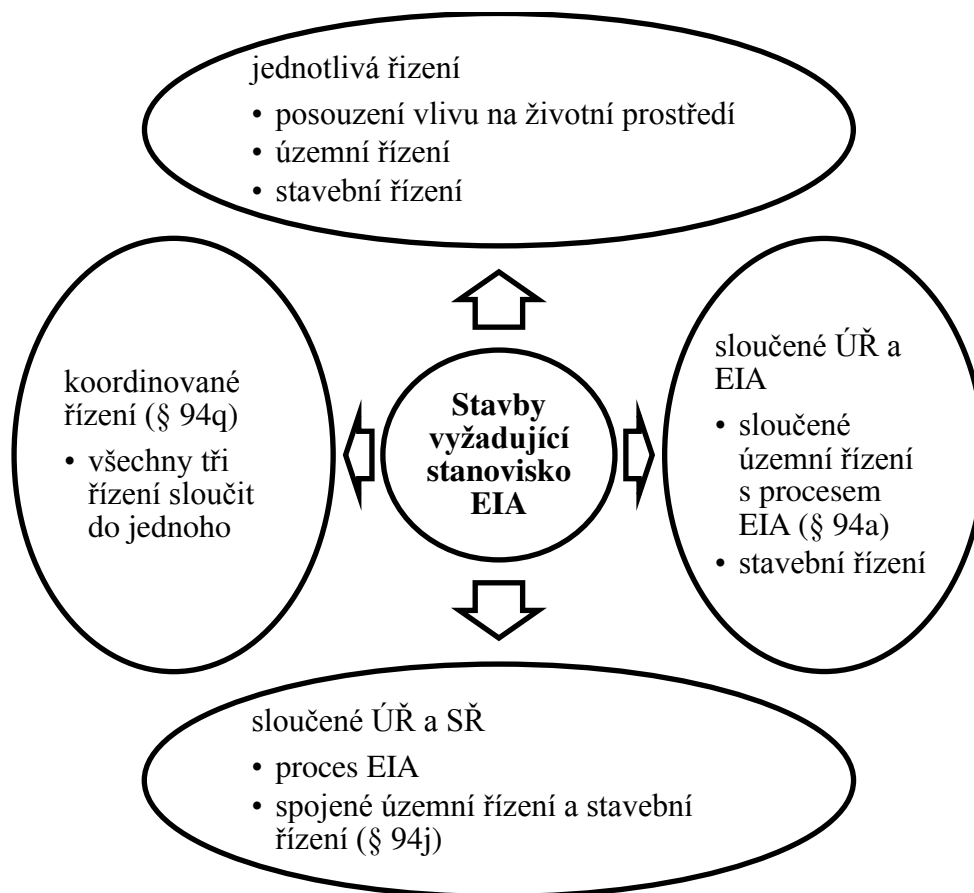 jednotlivá řizení
• posouzení vlivu na životní prostředí
• územní řízení
• stavební řízení
koordinované
řízení (§ 94q)
• všechny tři
řízení sloučit
do jednoho
Stavby
vyžadující
stanovisko
EIA
sloučené ÚŘ a
EIA
• sloučené
územní řízení
s procesem
EIA (§ 94a)
• stavební řízení
sloučené ÚŘ a SŘ
• proces EIA
• spojené územní řízení a stavební
řízení (§ 94j)